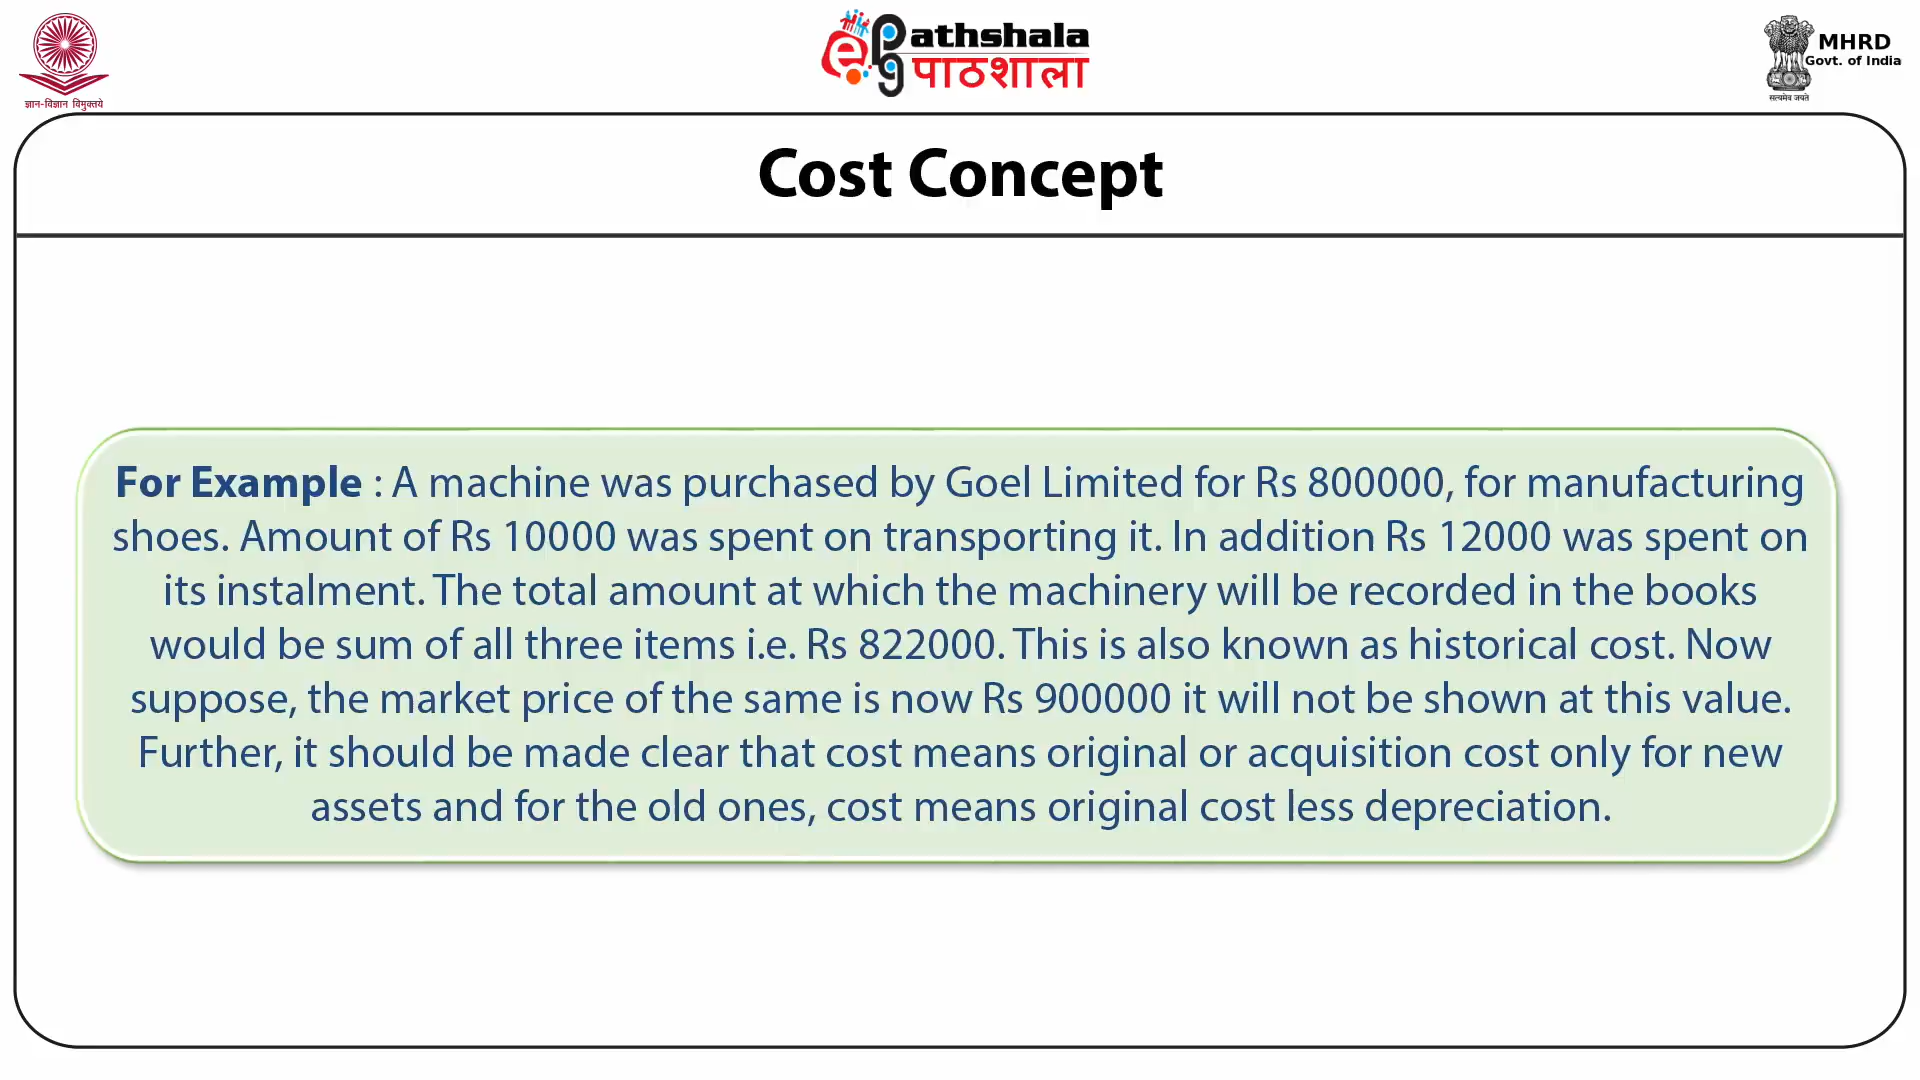 ज्ञान-विज्ञान विमुक्तये
e Pg athshala
पाठशाला
MHRD
Govt. of India
सत्यमेव जयते
Cost Concept
For Example : A machine was purchased by Goel Limited for Rs 800000, for manufacturing
shoes. Amount of Rs 10000 was spent on transporting it. In addition Rs 12000 was spent on
its instalment. The total amount at which the machinery will be recorded in the books
would be sum of all three items i.e. Rs 822000. This is also known as historical cost. Now
suppose, the market price of the same is now Rs 900000 it will not be shown at this value.
Further, it should be made clear that cost means original or acquisition cost only for new
assets and for the old ones, cost means original cost less depreciation.